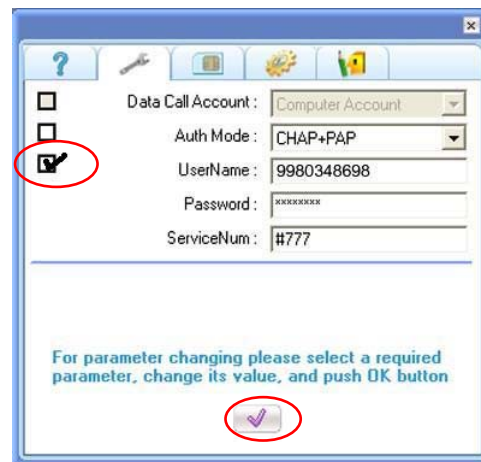 ?
Data Call Account : Computer Account
Auth Mode : CHAP+PAP
UserName : 9980348698
Password : xxxxxxxx
ServiceNum : #777
For parameter changing please select a required
parameter, change its value, and push OK button